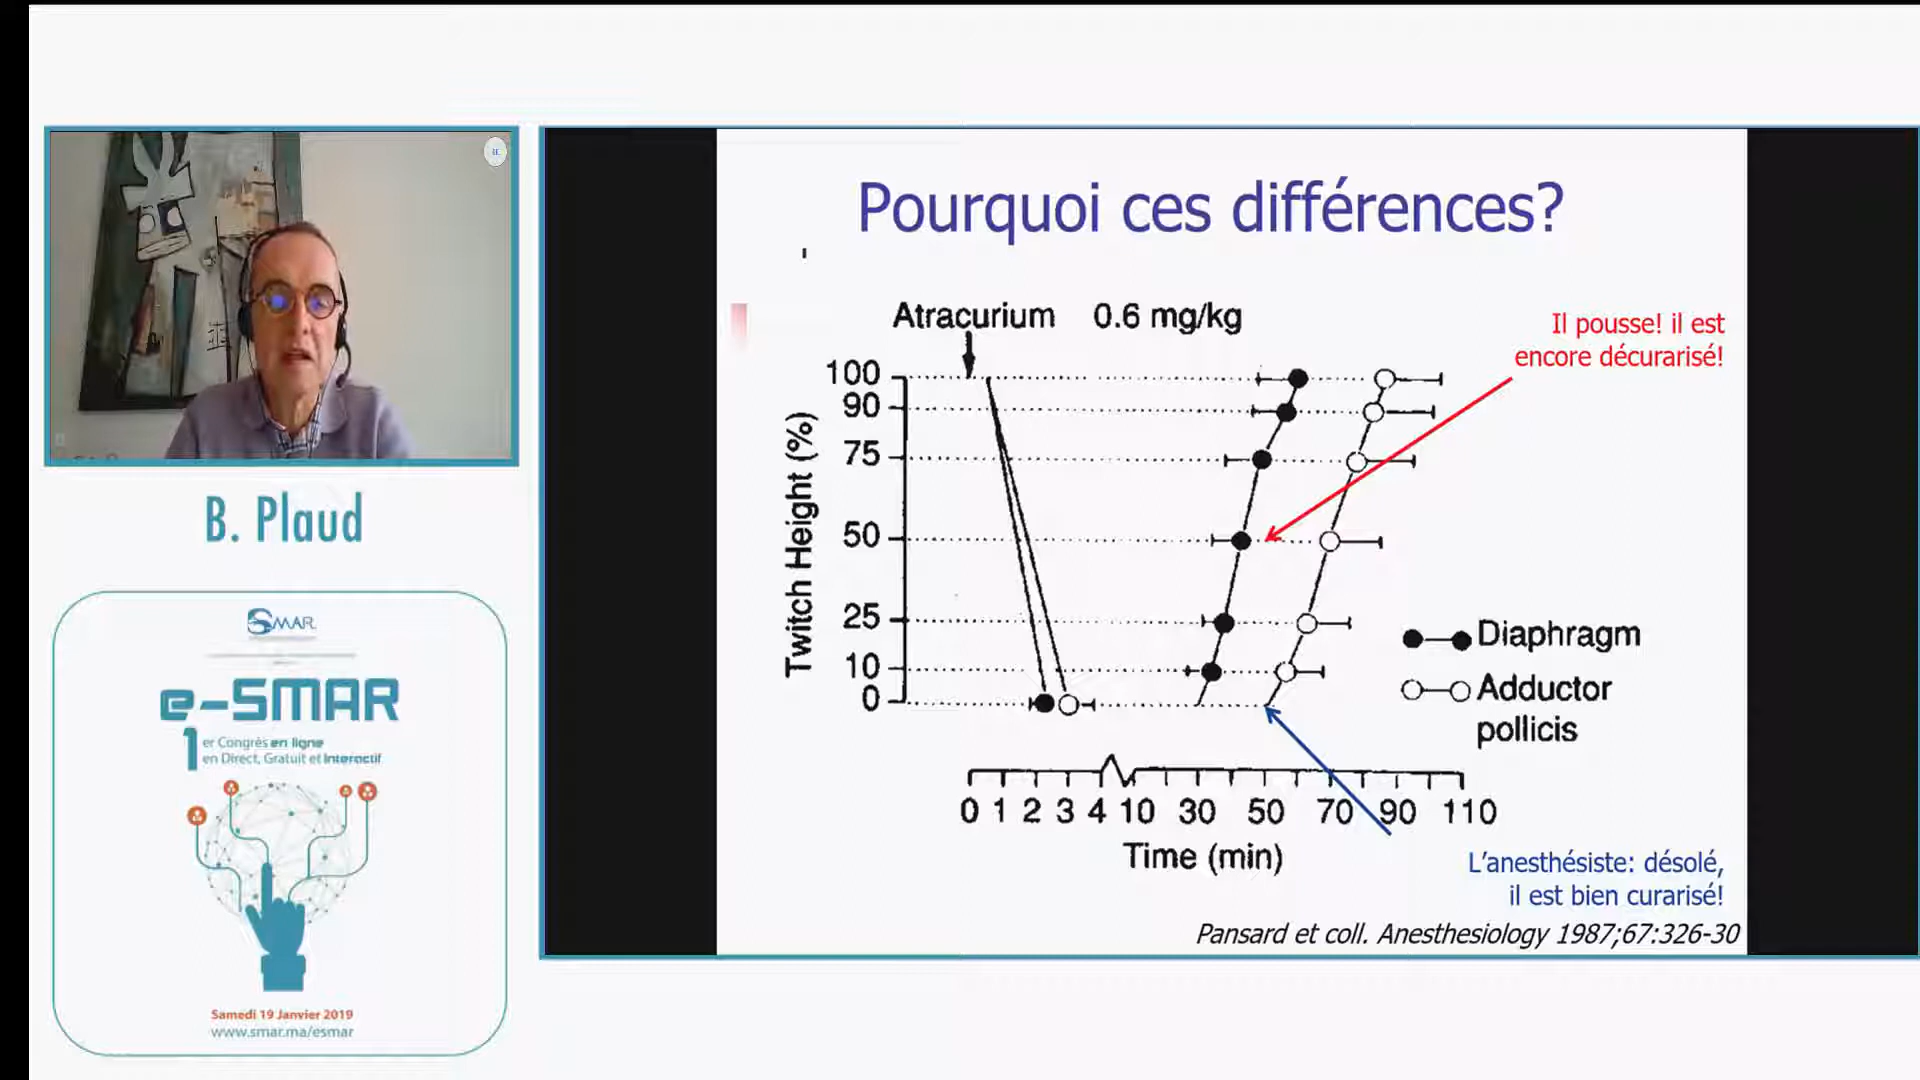 B. Plaud
SMAR
e-SMAR
1er Congrès en ligne
en Direct, Gratuit et Interactif
Samedi 19 Janvier 2019
www.smar.ma/esmar
Pourquoi ces différences?
Atracurium 0.6 mg/kg
Il pousse! il est
encore décurarisé!
Twitch Height (%)
100
90
75
50
25
10
0
Diaphragm
Adductor
pollicis
0 1 2 3 4 10 30 50 70 90 110
Time (min)
L'anesthésiste: désolé,
il est bien curarisé!
Pansard et coll. Anesthesiology 1987;67:326-30